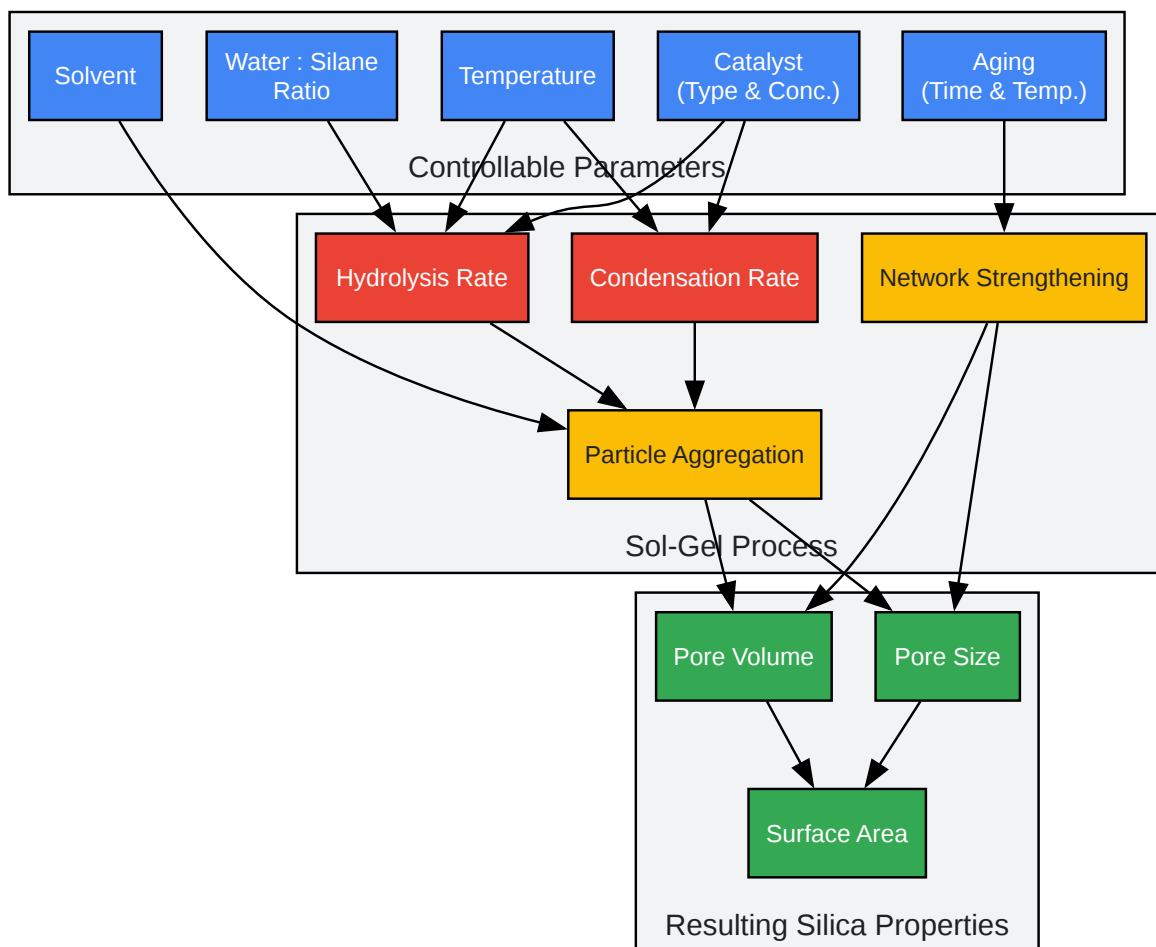 Solvent
Water : Silane
Ratio
Temperature
Catalyst
(Type & Conc.)
Aging
(Time & Temp.)
Controllable Parameters
Hydrolysis Rate
Condensation Rate
Network Strengthening
Particle Aggregation
Sol-Gel Process
Pore Volume
Pore Size
Surface Area
Resulting Silica Properties